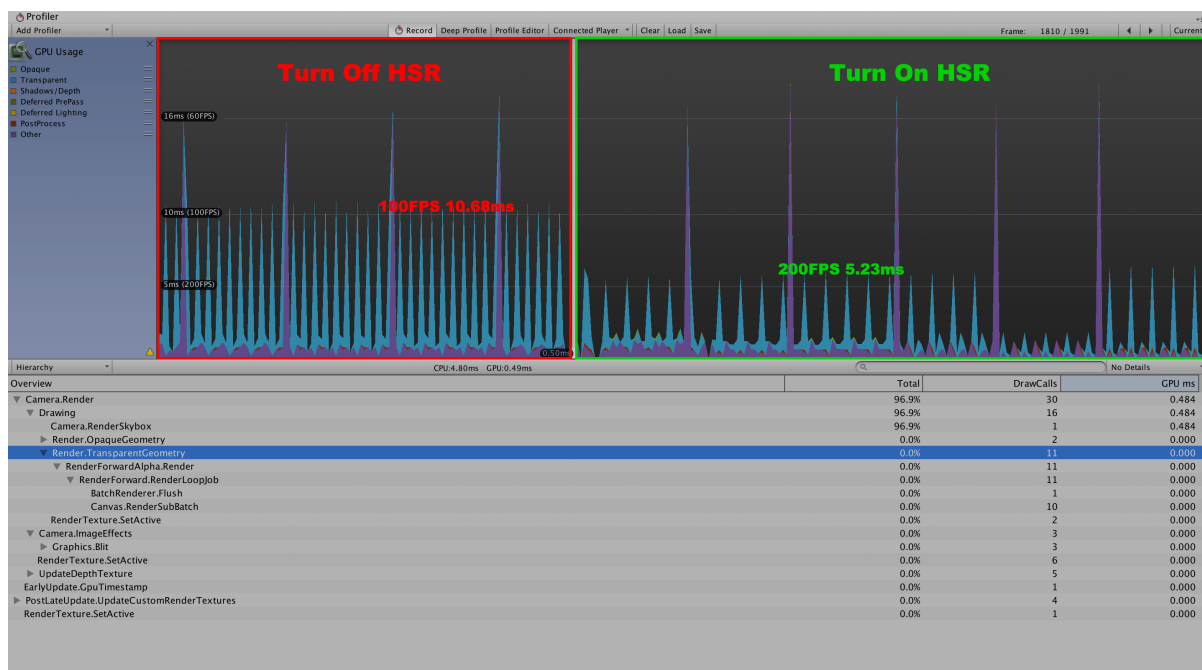 Profiler
Add Profiler Record Deep Profile Profile Editor Connected Player Clear Load Save Frame: 1810 / 1991 Current
GPU Usage
Opaque
Transparent
Shadows/Depth
Deferred PrePass
Deferred Lighting
PostProcess
Other
Turn Off HSR
Turn On HSR
16ms (60FPS)
10ms (100FPS)
100FPS 10.68ms
5ms (200FPS)
200FPS 5.23ms
0.50ms
Hierarchy CPU:4.80ms GPU:0.49ms No Details
Overview Total DrawCalls GPU ms
Camera.Render 96.9% 30 0.484
Drawing 96.9% 16 0.484
Camera.RenderSkybox 96.9% 1 0.484
Render.OpaqueGeometry 0.0% 2 0.000
Render.TransparentGeometry 0.0% 11 0.000
RenderForwardAlpha.Render 0.0% 11 0.000
RenderForward.RenderLoopJob 0.0% 11 0.000
BatchRenderer.Flush 0.0% 1 0.000
Canvas.RenderSubBatch 0.0% 10 0.000
RenderTexture.SetActive 0.0% 2 0.000
Camera.ImageEffects 0.0% 3 0.000
Graphics.Blit 0.0% 3 0.000
RenderTexture.SetActive 0.0% 6 0.000
UpdateDepthTexture 0.0% 5 0.000
EarlyUpdate.GpuTimestamp 0.0% 1 0.000
PostLateUpdate.UpdateCustomRenderTextures 0.0% 4 0.000
RenderTexture.SetActive 0.0% 1 0.000